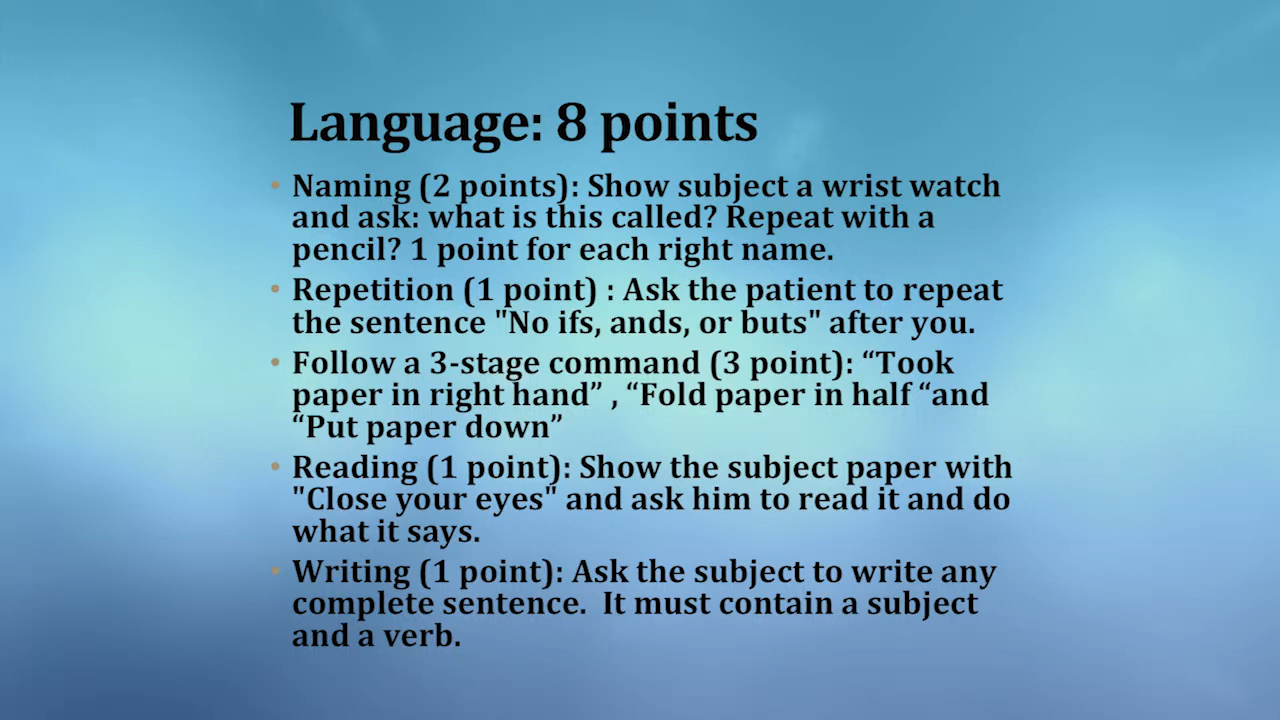 Language: 8 points
• Naming (2 points): Show subject a wrist watch
and ask: what is this called? Repeat with a
pencil? 1 point for each right name.
• Repetition (1 point) : Ask the patient to repeat
the sentence "No ifs, ands, or buts" after you.
• Follow a 3-stage command (3 point): “Took
paper in right hand” , “Fold paper in half “and
“Put paper down”
• Reading (1 point): Show the subject paper with
"Close your eyes" and ask him to read it and do
what it says.
• Writing (1 point): Ask the subject to write any
complete sentence.  It must contain a subject
and a verb.